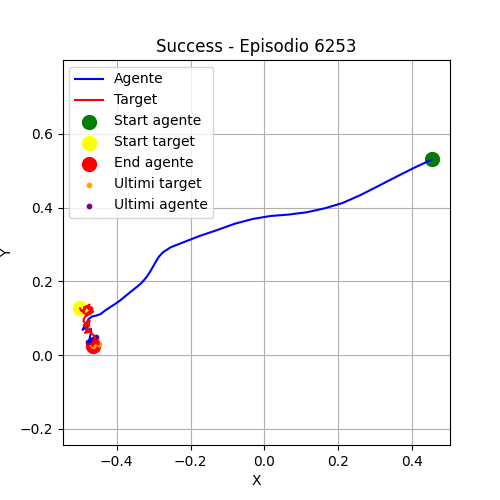 Success - Episodio 6253
Agente
Target
Start agente
Start target
End agente
Ultimi target
Ultimi agente
Y
0.6
0.4
0.2
0.0
−0.2
−0.4
−0.2
0.0
0.2
0.4
X